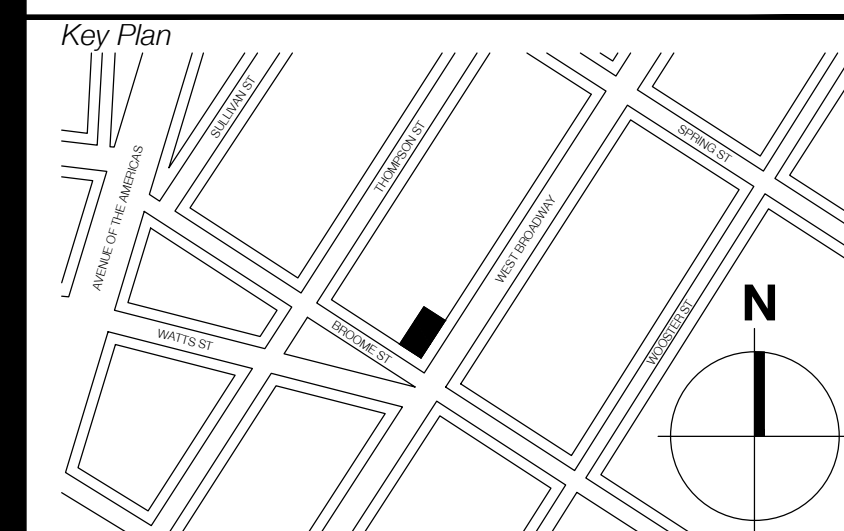 Key Plan
SULLIVAN ST
THOMPSON ST
SPRING ST
AVENUE OF THE AMERICAS
WEST BROADWAY
WATTS ST
BROOME ST
WOOSTER ST
N